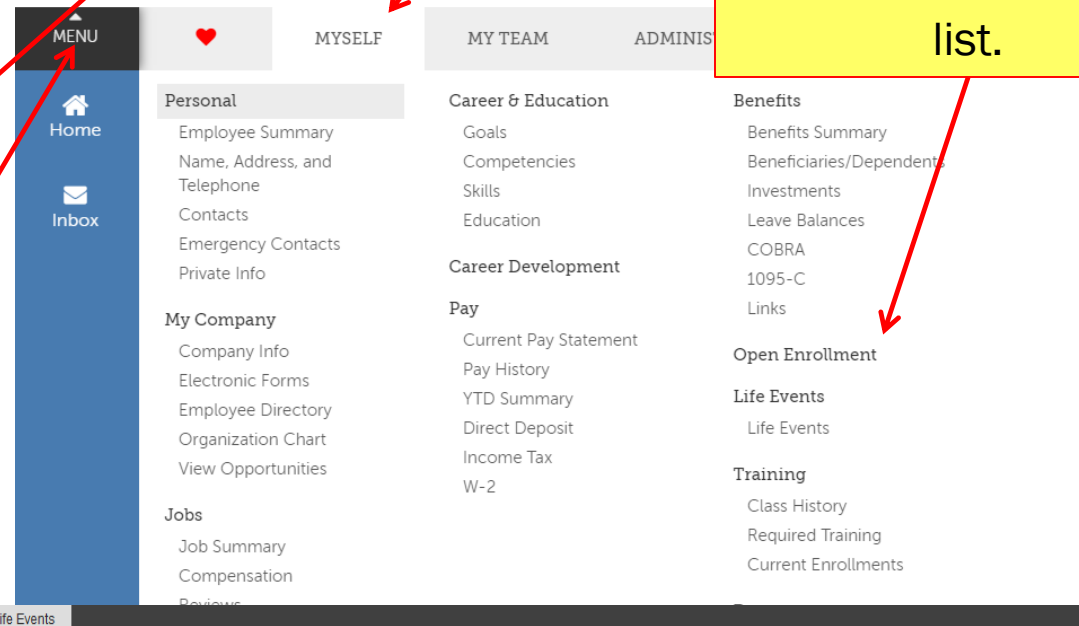 MENU
MYSELF
MY TEAM
ADMINIS
list.
Home
Inbox
Personal
Employee Summary
Name, Address, and
Telephone
Contacts
Emergency Contacts
Private Info
My Company
Company Info
Electronic Forms
Employee Directory
Organization Chart
View Opportunities
Jobs
Job Summary
Compensation
Reviews
Career & Education
Goals
Competencies
Skills
Education
Career Development
Pay
Current Pay Statement
Pay History
YTD Summary
Direct Deposit
Income Tax
W-2
Benefits
Benefits Summary
Beneficiaries/Dependents
Investments
Leave Balances
COBRA
1095-C
Links
Open Enrollment
Life Events
Life Events
Training
Class History
Required Training
Current Enrollments
ife Events